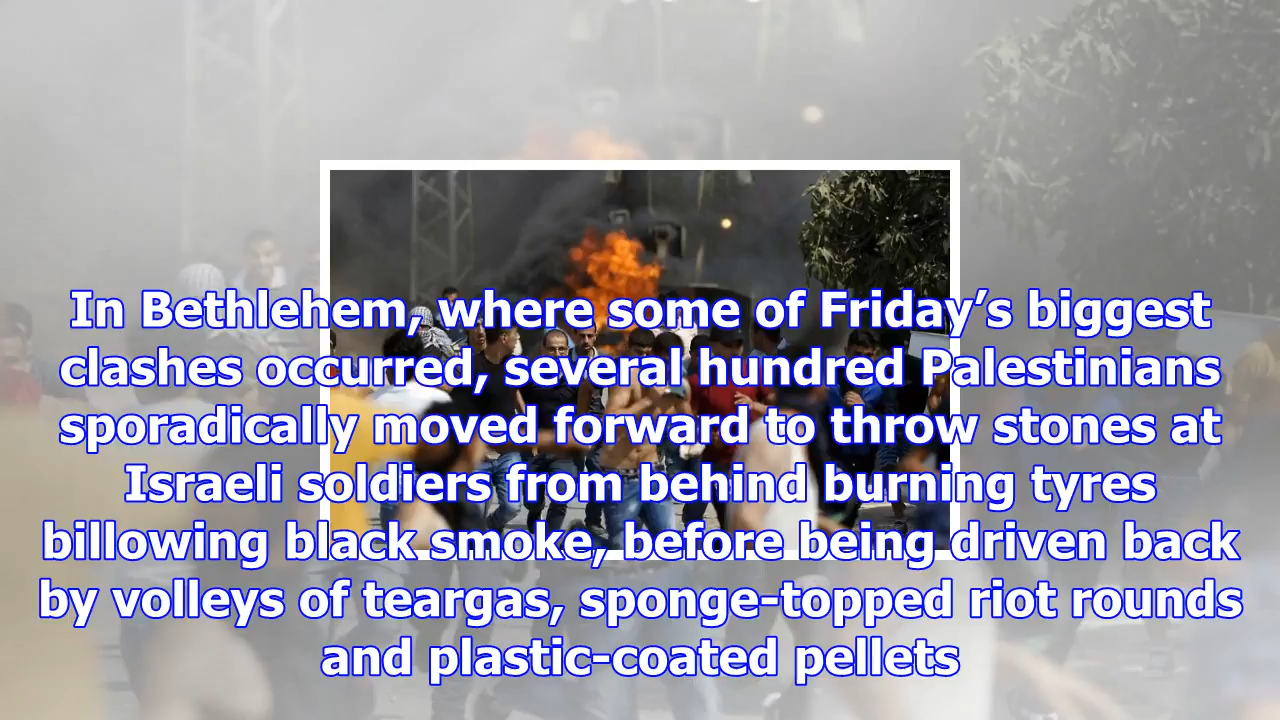 In Bethlehem, where some of Friday’s biggest
clashes occurred, several hundred Palestinians
sporadically moved forward to throw stones at
Israeli soldiers from behind burning tyres
billowing black smoke, before being driven back
by volleys of teargas, sponge-topped riot rounds
and plastic-coated pellets